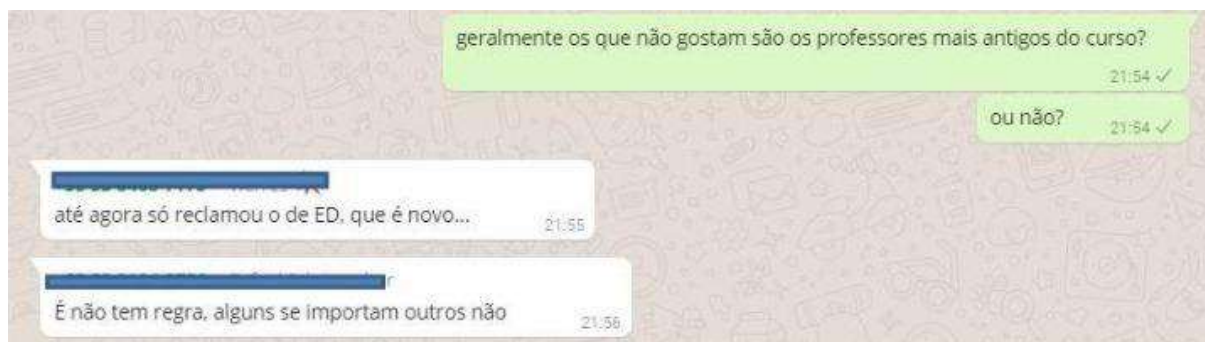 geralmente os que não gostam são os professores mais antigos do curso?
21:54
ou não?
21:54
até agora só reclamou o de ED, que é novo...
21:55
É não tem regra, alguns se importam outros não
21:56